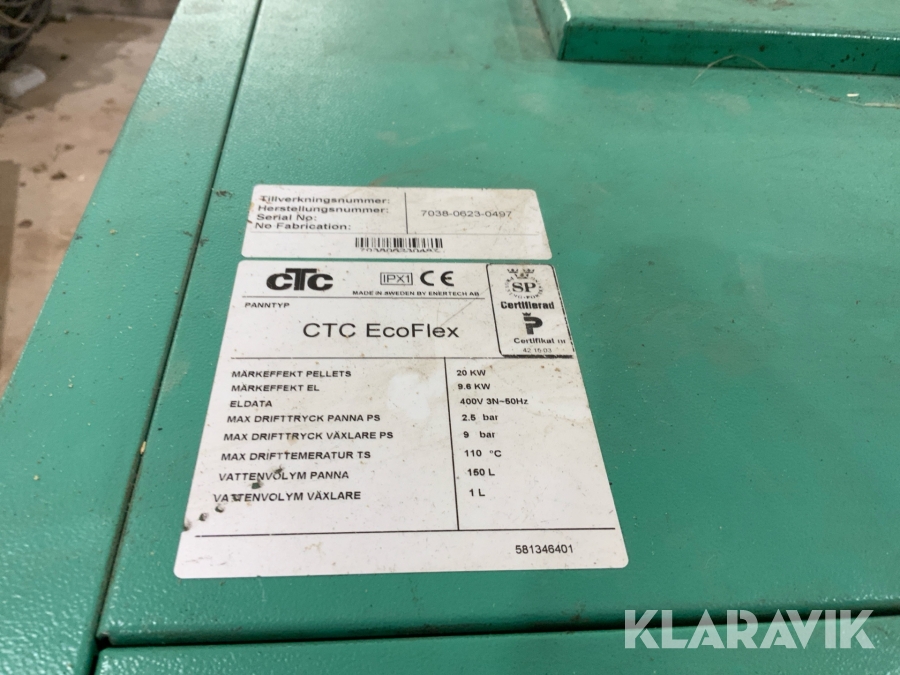 Tillverkningsnummer:
Herstellungsnummer:
Serial No:
No Fabrication:
7038-0623-0497
703806230497
CTC
IPX1 CE
MADE IN SWEDEN BY ENERTECH AB
SP
Certifierad
P
Certifikat nr
42 15 03
PANNTYP
CTC EcoFlex
MÄRKEFFEKT PELLETS 20 KW
MÄRKEFFEKT EL 9.6 KW
ELDATA 400V 3N~50Hz
MAX DRIFTTRYCK PANNA PS 2.5 bar
MAX DRIFTTRYCK VÄXLARE PS 9 bar
MAX DRIFTTEMERATUR TS 110 °C
VATTENVOLYM PANNA 150 L
VATTENVOLYM VÄXLARE 1 L
581346401
KLARAVIK